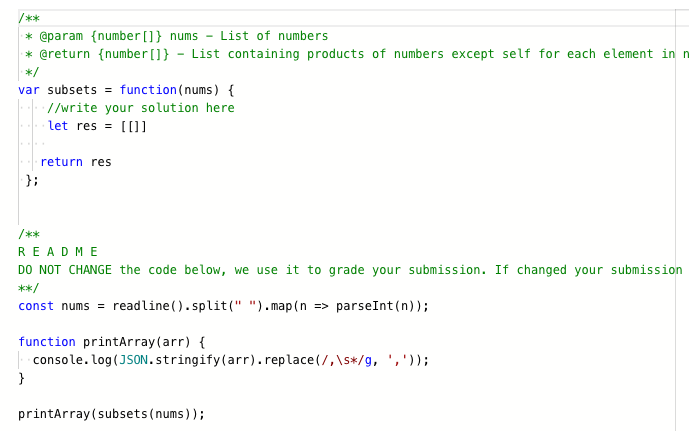 /**
* @param {number[]} nums – List of numbers
* @return {number[]} – List containing products of numbers except self for each element in n
*/
var subsets = function(nums) {
//write your solution here
let res = [[]]
return res
};
/**
R E A D M E
DO NOT CHANGE the code below, we use it to grade your submission. If changed your submission
**/
const nums = readline().split(" ").map(n => parseInt(n));
function printArray(arr) {
console.log(JSON.stringify(arr).replace(/,\s*/g, ','));
}
printArray(subsets(nums));